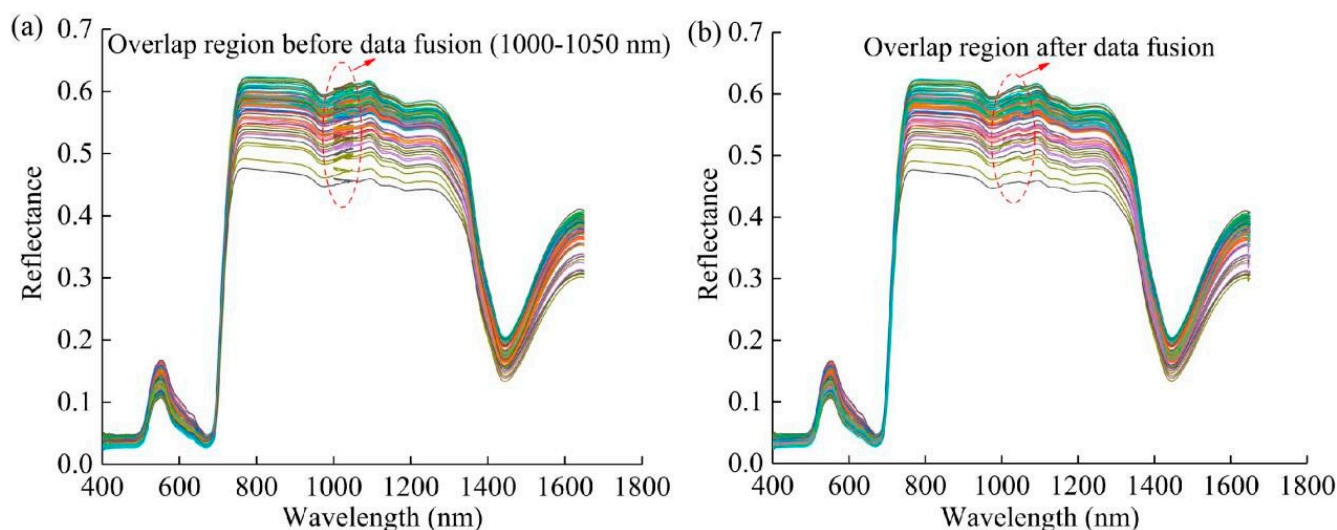 (a)
Overlap region before data fusion (1000-1050 nm)
0.7
0.6
0.5
0.4
0.3
0.2
0.1
0.0
Reflectance
400 600 800 1000 1200 1400 1600 1800
Wavelength (nm)
(b)
Overlap region after data fusion
0.7
0.6
0.5
0.4
0.3
0.2
0.1
0.0
Reflectance
400 600 800 1000 1200 1400 1600 1800
Wavelength (nm)